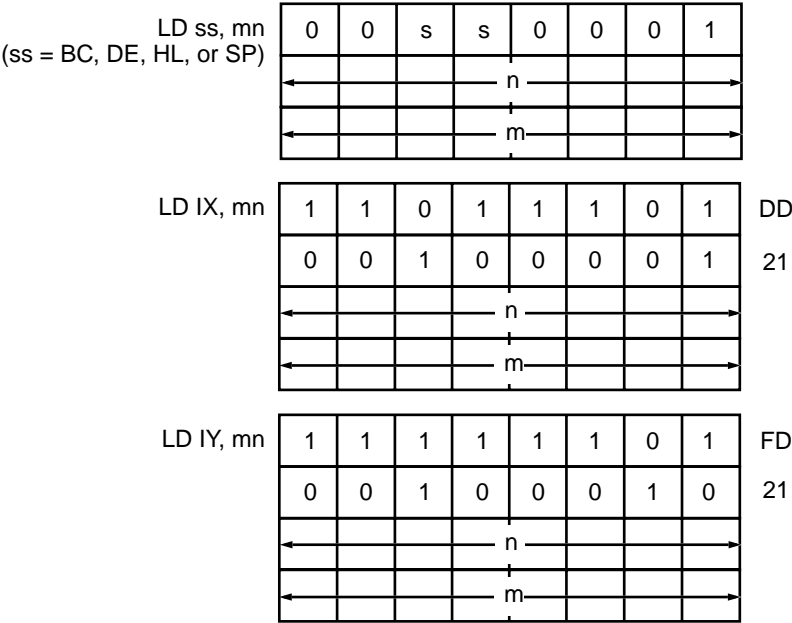 LD ss, mn 0 0 s s 0 0 0 1
(ss = BC, DE, HL, or SP)
n
m
LD IX, mn 1 1 0 1 1 1 0 1 DD
0 0 1 0 0 0 0 1 21
n
m
LD IY, mn 1 1 1 1 1 1 0 1 FD
0 0 1 0 0 0 1 0 21
n
m